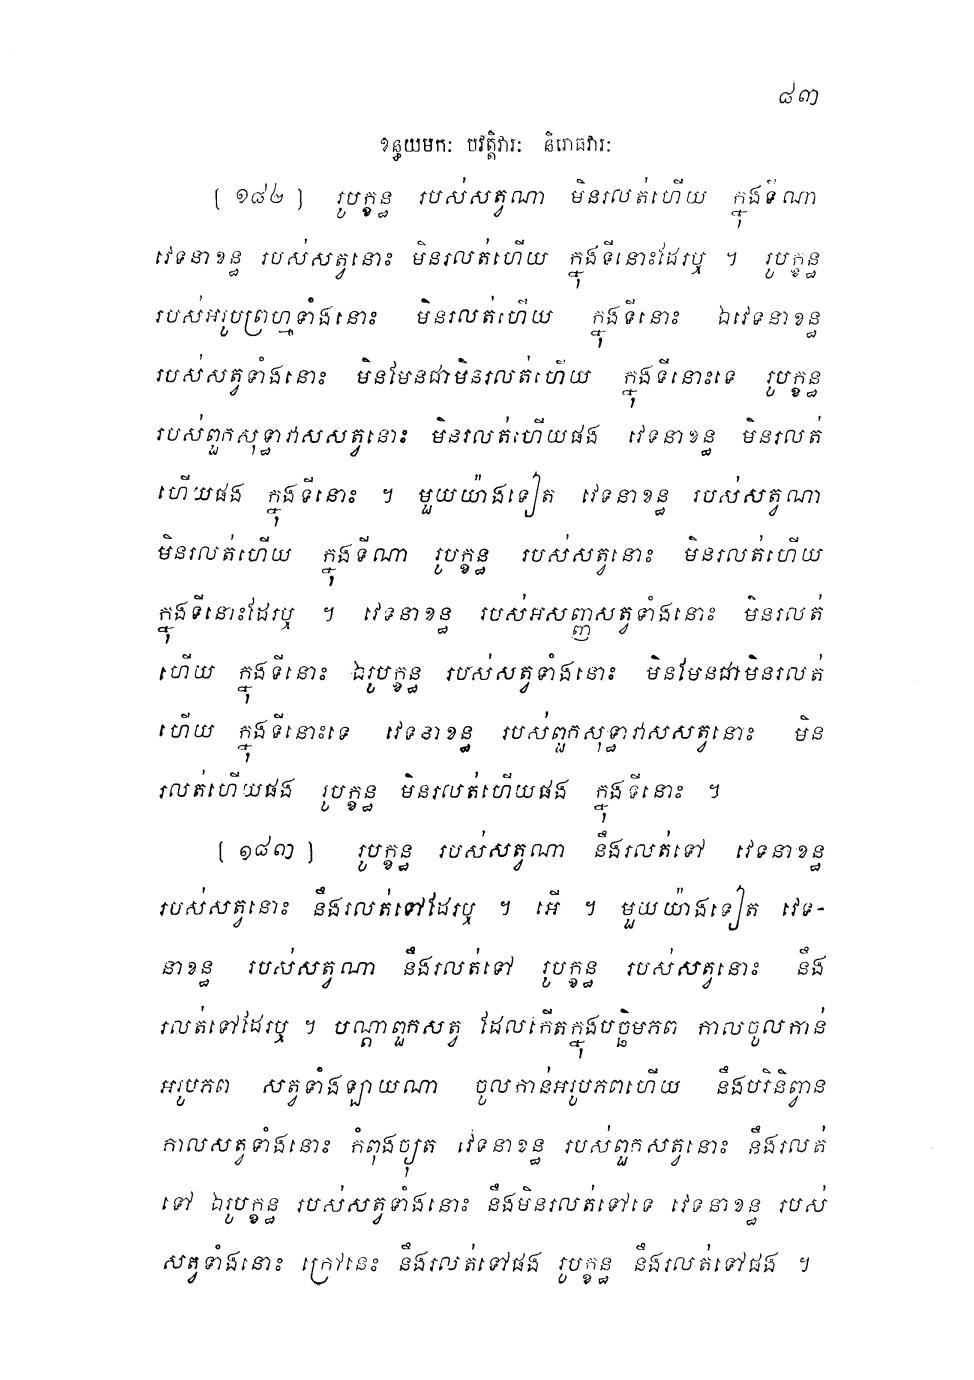 ៨៣
ខន្ធយមកៈ បវត្តិវារៈ និរោធវារៈ
[ ១៨២ ] រូបក្ខន្ធ របស់សត្វណា មិនរលត់ហើយ ក្នុងទីណា
វេទនាខន្ធ របស់សត្វនោះ មិនរលត់ហើយ ក្នុងទីនោះដែរឬ ។ រូបក្ខន្ធ
របស់អរូបព្រហ្មទាំងនោះ មិនរលត់ហើយ ក្នុងទីនោះ ឯវេទនាខន្ធ
របស់សត្វទាំងនោះ មិនមែនជាមិនរលត់ហើយ ក្នុងទីនោះទេ រូបក្ខន្ធ
របស់ពួកសុទ្ធាវាសសត្វនោះ មិនរលត់ហើយផង វេទនាខន្ធ មិនរលត់
ហើយផង ក្នុងទីនោះ ។ មួយយ៉ាងទៀត វេទនាខន្ធ របស់សត្វណា
មិនរលត់ហើយ ក្នុងទីណា រូបក្ខន្ធ របស់សត្វនោះ មិនរលត់ហើយ
ក្នុងទីនោះដែរឬ ។ វេទនាខន្ធ របស់អសញ្ញសត្វទាំងនោះ មិនរលត់
ហើយ ក្នុងទីនោះ ឯរូបក្ខន្ធ របស់សត្វទាំងនោះ មិនមែនជាមិនរលត់
ហើយ ក្នុងទីនោះទេ វេទនាខន្ធ របស់ពួកសុទ្ធាវាសសត្វនោះ មិន
រលត់ហើយផង រូបក្ខន្ធ មិនរលត់ហើយផង ក្នុងទីនោះ ។
[ ១៨៣ ] រូបក្ខន្ធ របស់សត្វណា នឹងរលត់ទៅ វេទនាខន្ធ
របស់សត្វនោះ នឹងរលត់ទៅដែរឬ ។ អើ ។ មួយយ៉ាងទៀត វេទ-
នាខន្ធ របស់សត្វណា នឹងរលត់ទៅ រូបក្ខន្ធ របស់សត្វនោះ នឹង
រលត់ទៅដែរឬ ។ បណ្តាពួកសត្វ ដែលកើតក្នុងបច្ឆិមភព កាលចូលកាន់
អរូបភព សត្វទាំងឡាយណា ចូលកាន់អរូបភពហើយ នឹងបរិនិព្វាន
កាលសត្វទាំងនោះ កំពុងច្យុត វេទនាខន្ធ របស់ពួកសត្វនោះ នឹងរលត់
ទៅ ឯរូបក្ខន្ធ របស់សត្វទាំងនោះ នឹងមិនរលត់ទៅទេ វេទនាខន្ធ របស់
សត្វទាំងនោះ ក្រៅនេះ នឹងរលត់ទៅផង រូបក្ខន្ធ នឹងរលត់ទៅផង ។